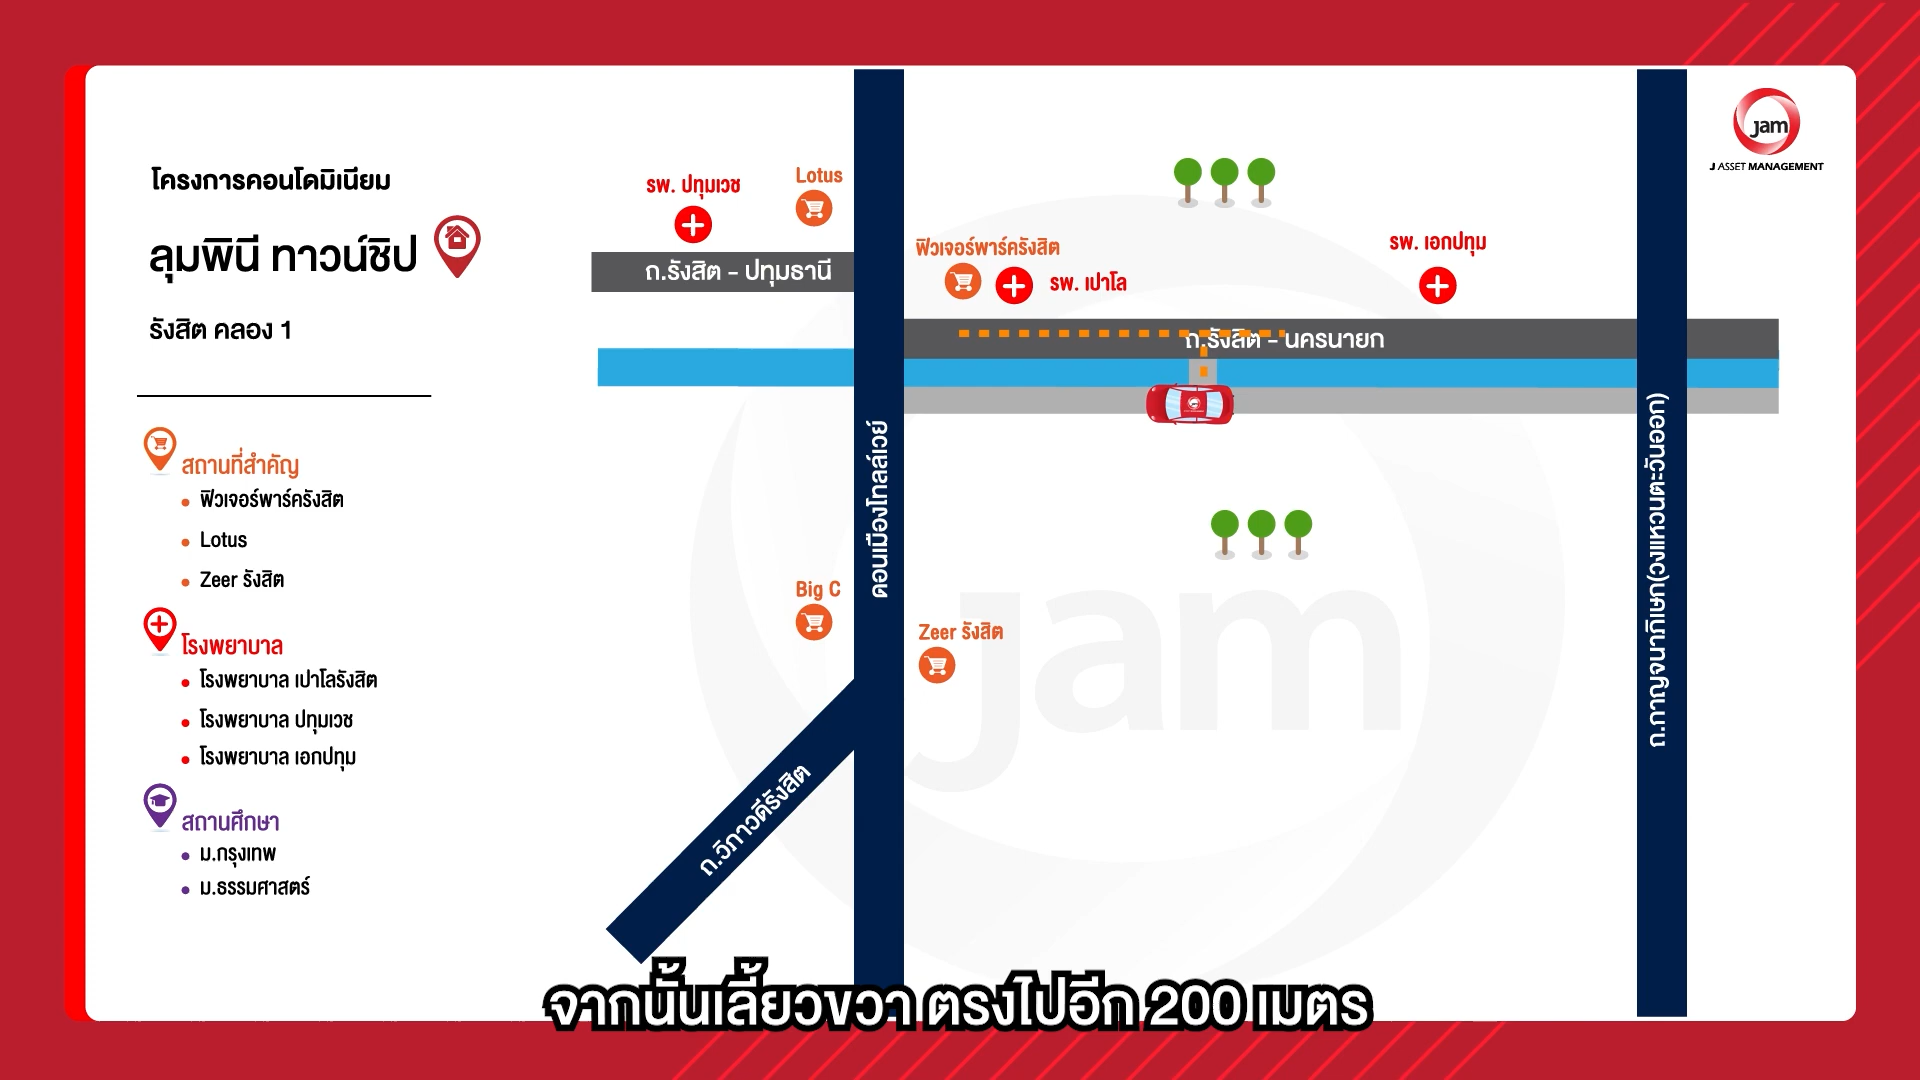 jam
J ASSET MANAGEMENT
โครงการคอนโดมิเนียม
ลุมพินี ทาวน์ชิป
รังสิต คลอง 1
สถานที่สำคัญ
ฟิวเจอร์พาร์ครังสิต
Lotus
Zeer รังสิต
โรงพยาบาล
โรงพยาบาล เปาโลรังสิต
โรงพยาบาล ปทุมเวช
โรงพยาบาล เอกปทุม
สถานศึกษา
ม.กรุงเทพ
ม.ธรรมศาสตร์
รพ. ปทุมเวช
Lotus
ถ.รังสิต - ปทุมธานี
ฟิวเจอร์พาร์ครังสิต
รพ. เปาโล
รพ. เอกปทุม
ถ.รังสิต - นครนายก
ดอนเมืองโทลล์เวย์
ถ.กาญจนาภิเษก(วงแหวนตะวันออก)
Big C
Zeer รังสิต
ถ.วิภาวดีรังสิต
jam
จากนั้นเลี้ยวขวา ตรงไปอีก 200 เมตร